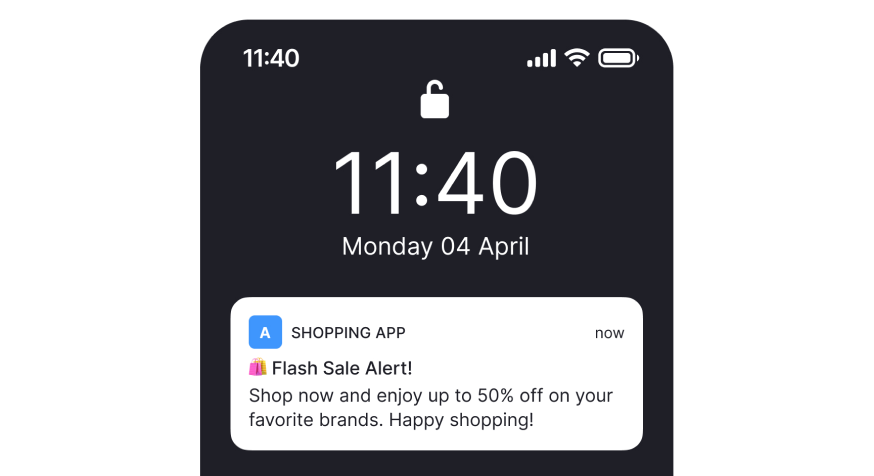 11:40
11:40
Monday 04 April
A SHOPPING APP now
🛍️ Flash Sale Alert!
Shop now and enjoy up to 50% off on your
favorite brands. Happy shopping!